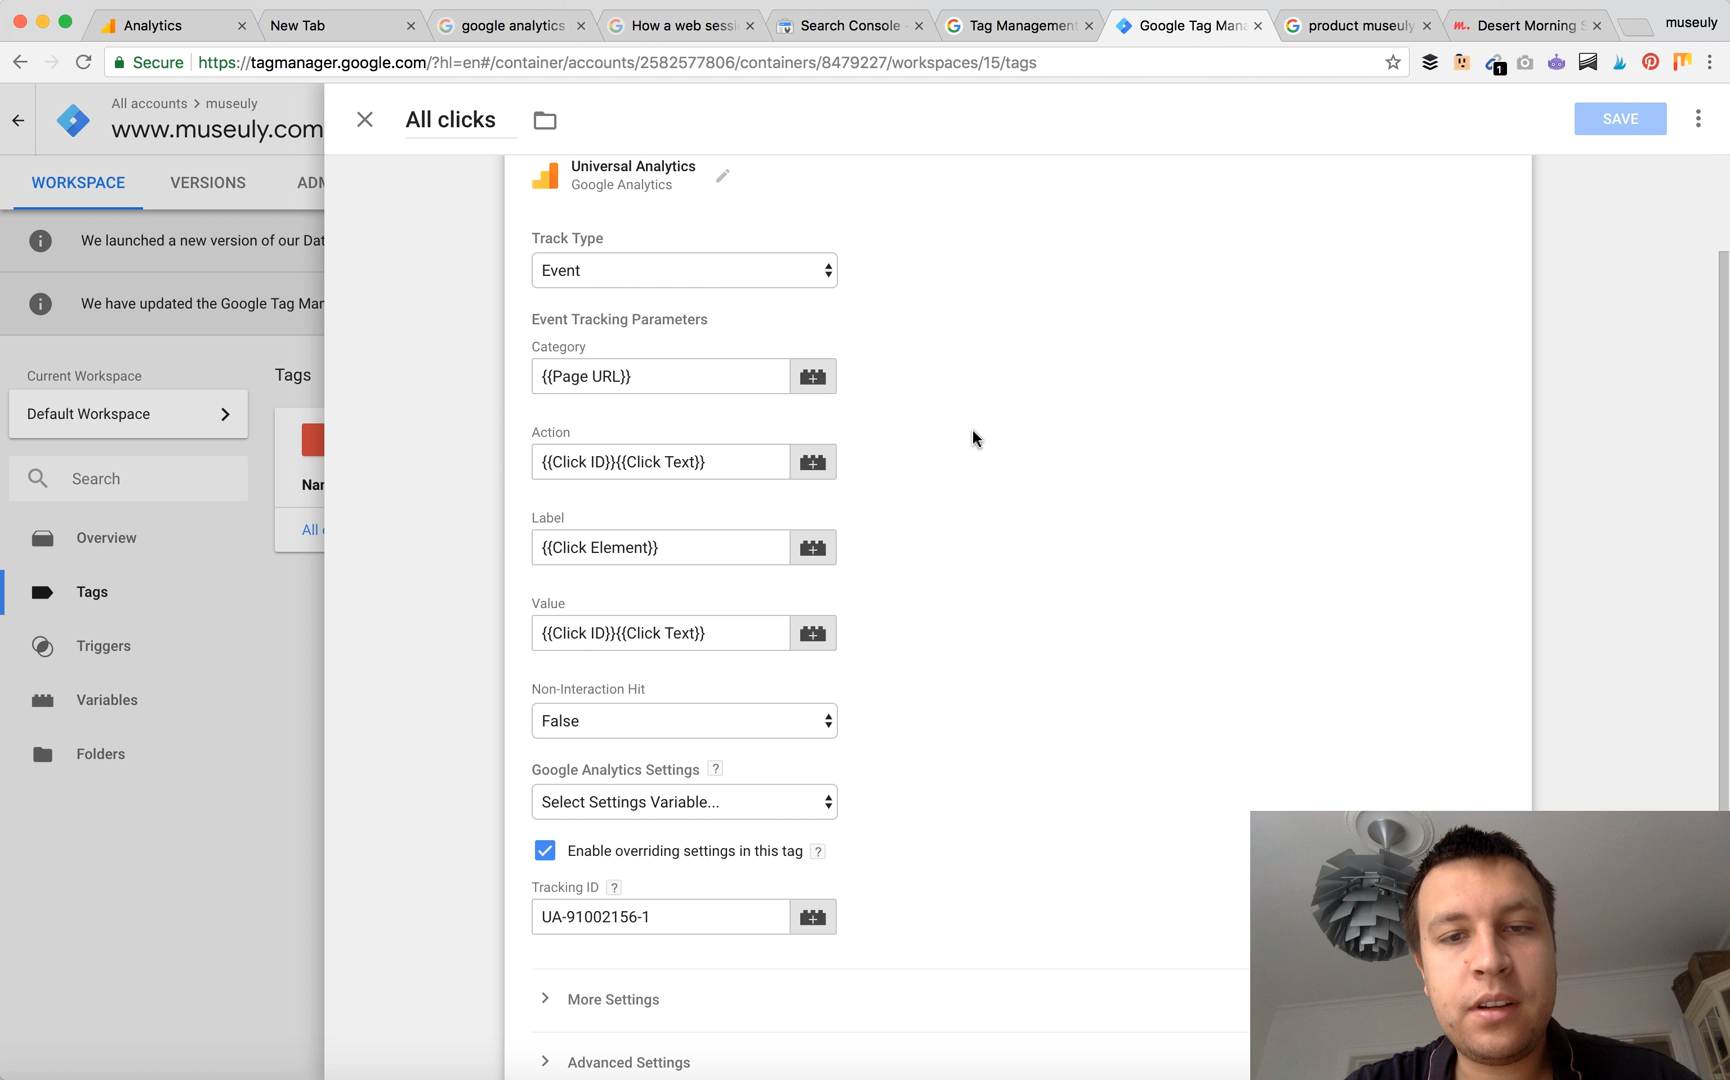 Analytics
New Tab
google analytics
How a web sessi
Search Console -
Tag Management
Google Tag Mana
product museuly
m. Desert Morning S
museuly
Secure
https://tagmanager.google.com/?hl=en#/container/accounts/2582577806/containers/8479227/workspaces/15/tags
1
All accounts > museuly
www.museuly.com
All clicks
SAVE
WORKSPACE
VERSIONS
ADM
We launched a new version of our Dat
We have updated the Google Tag Mar
Current Workspace
Default Workspace
Search
Overview
Tags
Triggers
Variables
Folders
Tags
Nar
All c
Universal Analytics
Google Analytics
Track Type
Event
Event Tracking Parameters
Category
{{Page URL}}
Action
{{Click ID}}{{Click Text}}
Label
{{Click Element}}
Value
{{Click ID}}{{Click Text}}
Non-Interaction Hit
False
Google Analytics Settings ?
Select Settings Variable...
Enable overriding settings in this tag ?
Tracking ID ?
UA-91002156-1
More Settings
Advanced Settings